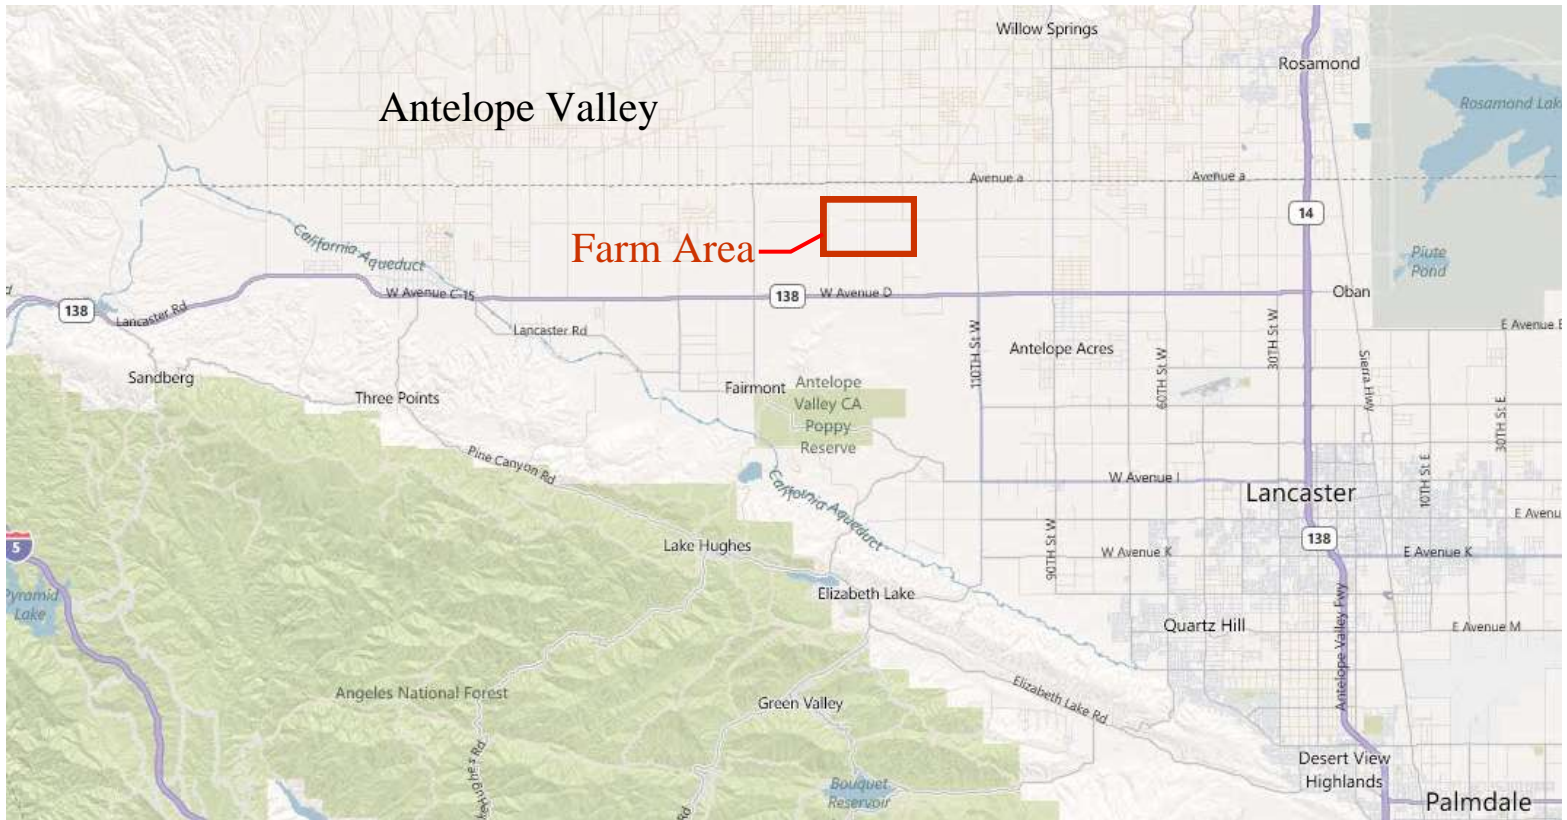 Willow Springs
Rosamond
Rosamond Lak
Antelope Valley
Avenue a
Avenue a
14
California Aqueduct
Farm Area
Piute
Pond
138
W Avenue C-15
138
W Avenue D
Oban
Lancaster Rd
Lancaster Rd
E Avenue E
110TH St W
Antelope Acres
60TH St W
30TH St W
Sierra Hwy
Sandberg
Three Points
Fairmont
Antelope
Valley CA
Poppy
Reserve
30TH St E
Pine Canyon Rd
California Aqueduct
W Avenue I
Lancaster
10TH St E
E Avenu
5
Lake Hughes
90TH St W
W Avenue K
138
E Avenue K
Pyramid
Lake
Elizabeth Lake
Quartz Hill
Antelope Valley Fwy
E Avenue M
Angeles National Forest
Green Valley
Elizabeth Lake Rd
keHughes Rd
Rd
Bouquet
Reservoir
Desert View
Highlands
Palmdale